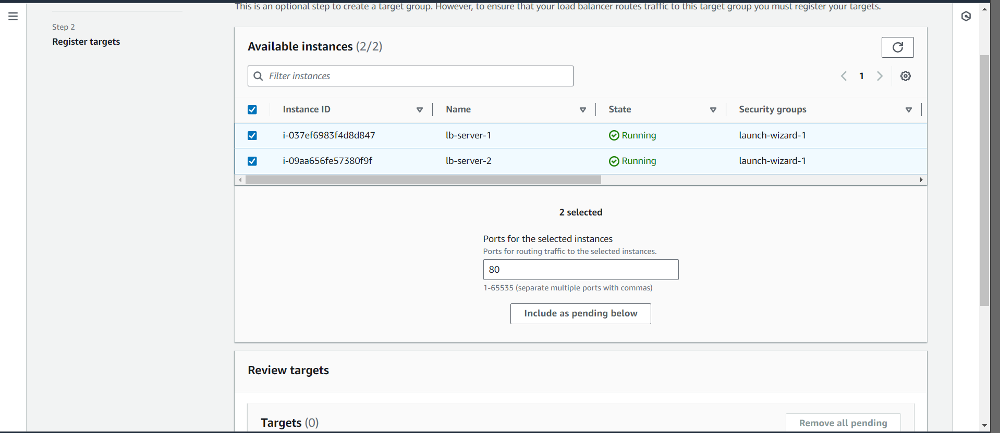 This is an optional step to create a target group. However, to ensure that your load balancer routes traffic to this target group you must register your targets.
Step 2
Register targets
Available instances (2/2)
Filter instances
1
Instance ID Name State Security groups
i-037ef6983f4d8d847 lb-server-1 Running launch-wizard-1
i-09aa656fe57380f9f lb-server-2 Running launch-wizard-1
2 selected
Ports for the selected instances
Ports for routing traffic to the selected instances.
80
1-65535 (separate multiple ports with commas)
Include as pending below
Review targets
Targets (0)
Remove all pending